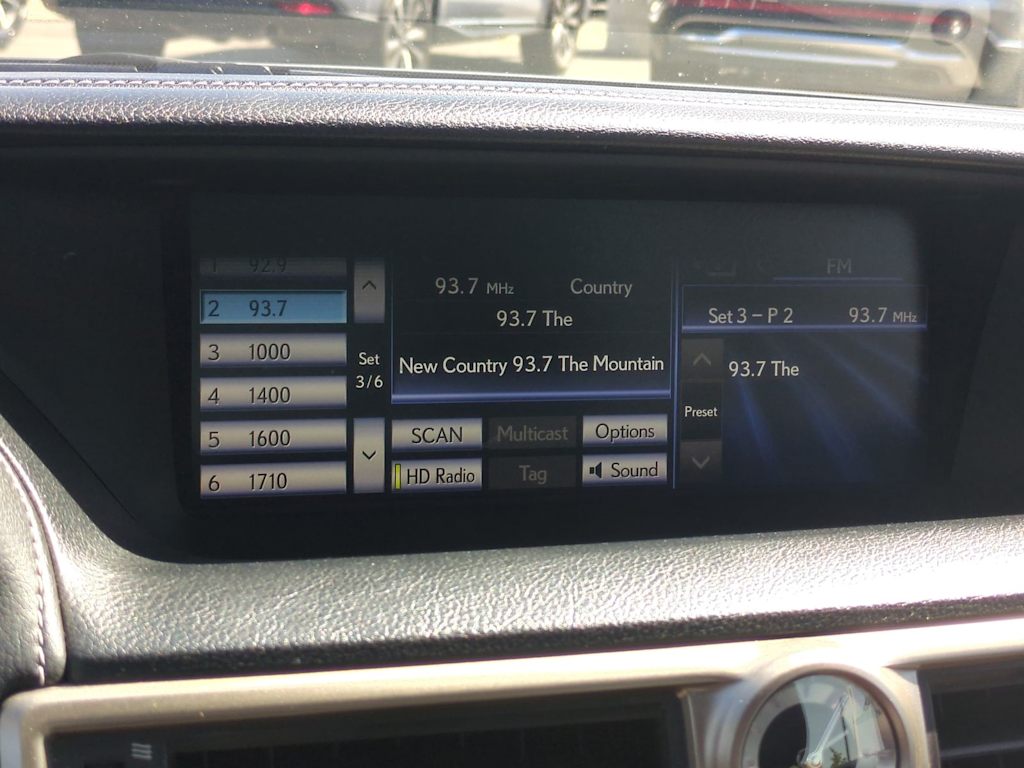 1 92.9
2 93.7
3 1000
4 1400
5 1600
6 1710
Set
3/6
93.7 MHz Country
93.7 The
New Country 93.7 The Mountain
SCAN Multicast Options
HD Radio Tag Sound
FM
Set 3 – P 2 93.7 MHz
93.7 The
Preset